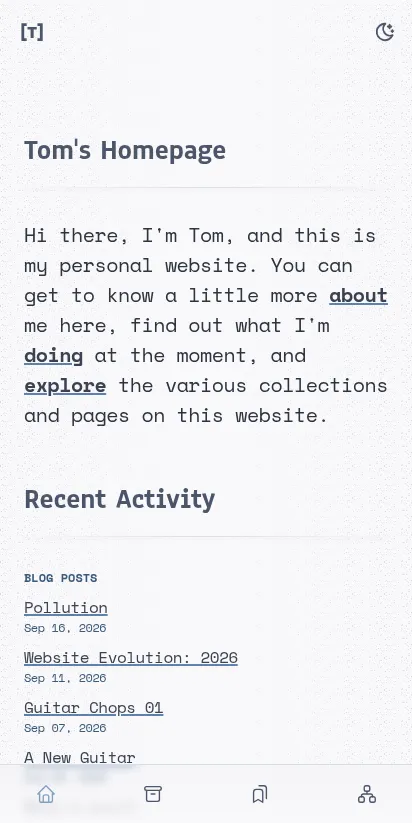 [T]
Tom's Homepage
Hi there, I'm Tom, and this is
my personal website. You can
get to know a little more about
me here, find out what I'm
doing at the moment, and
explore the various collections
and pages on this website.
Recent Activity
BLOG POSTS
Pollution
Sep 16, 2026
Website Evolution: 2026
Sep 11, 2026
Guitar Chops 01
Sep 07, 2026
A New Guitar